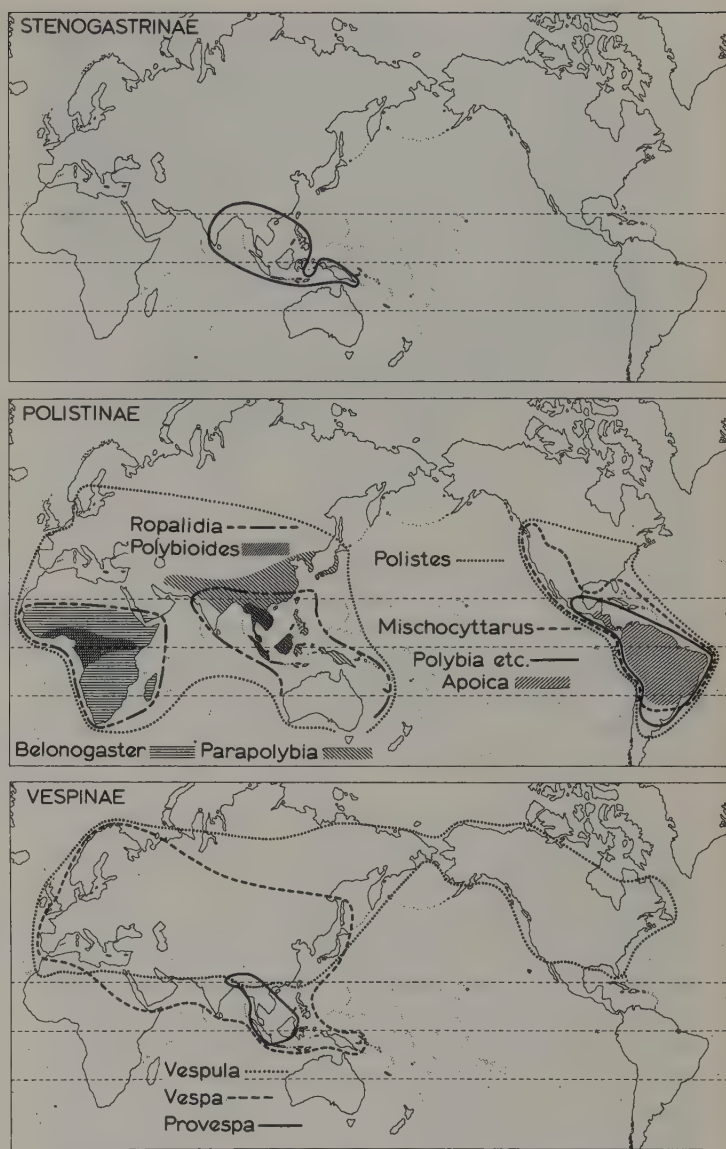 STENOGASTRINAE
POLISTINAE
Ropalidia
Polybioides
Polistes
Mischocyttarus
Polybia etc.
Apoica
Belonogaster Parapolybia
VESPINAE
Vespula
Vespa
Provespa